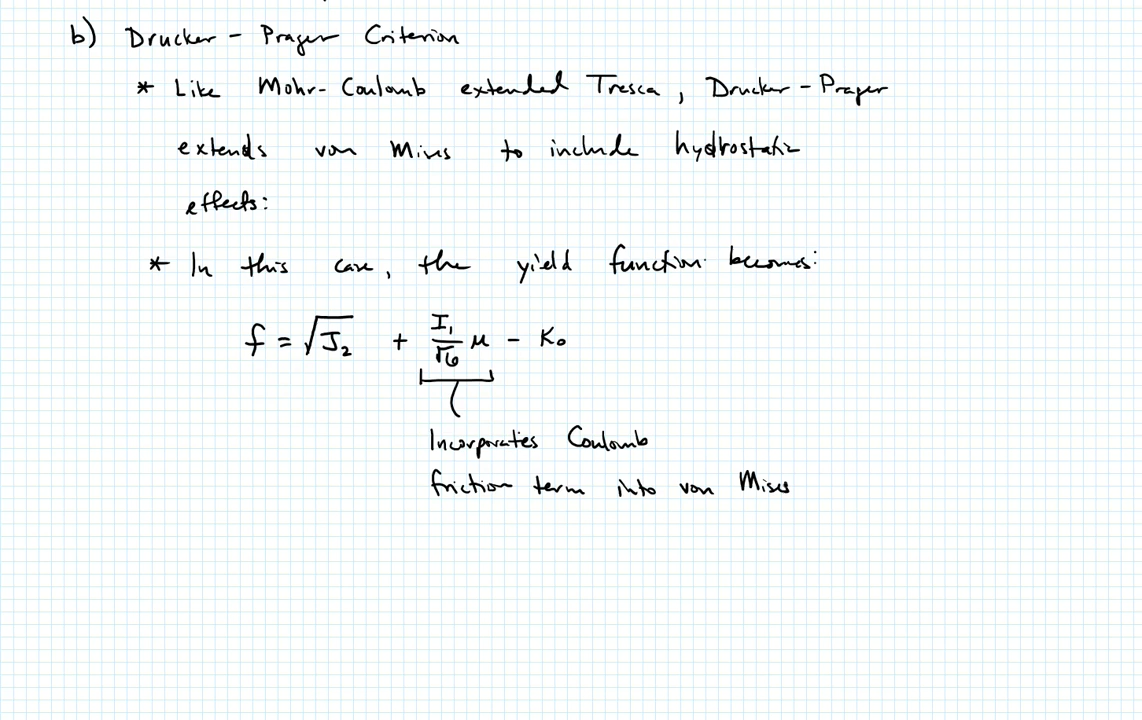 b) Drucker - Prager Criterion
* Like Mohr-Coulomb extended Tresca, Drucker-Prager
extends von Mises to include hydrostatic
effects:
* In this case, the yield function becomes:
f = √J₂ + I₁/√6 μ - K₀
Incorporates Coulomb
friction term into von Mises